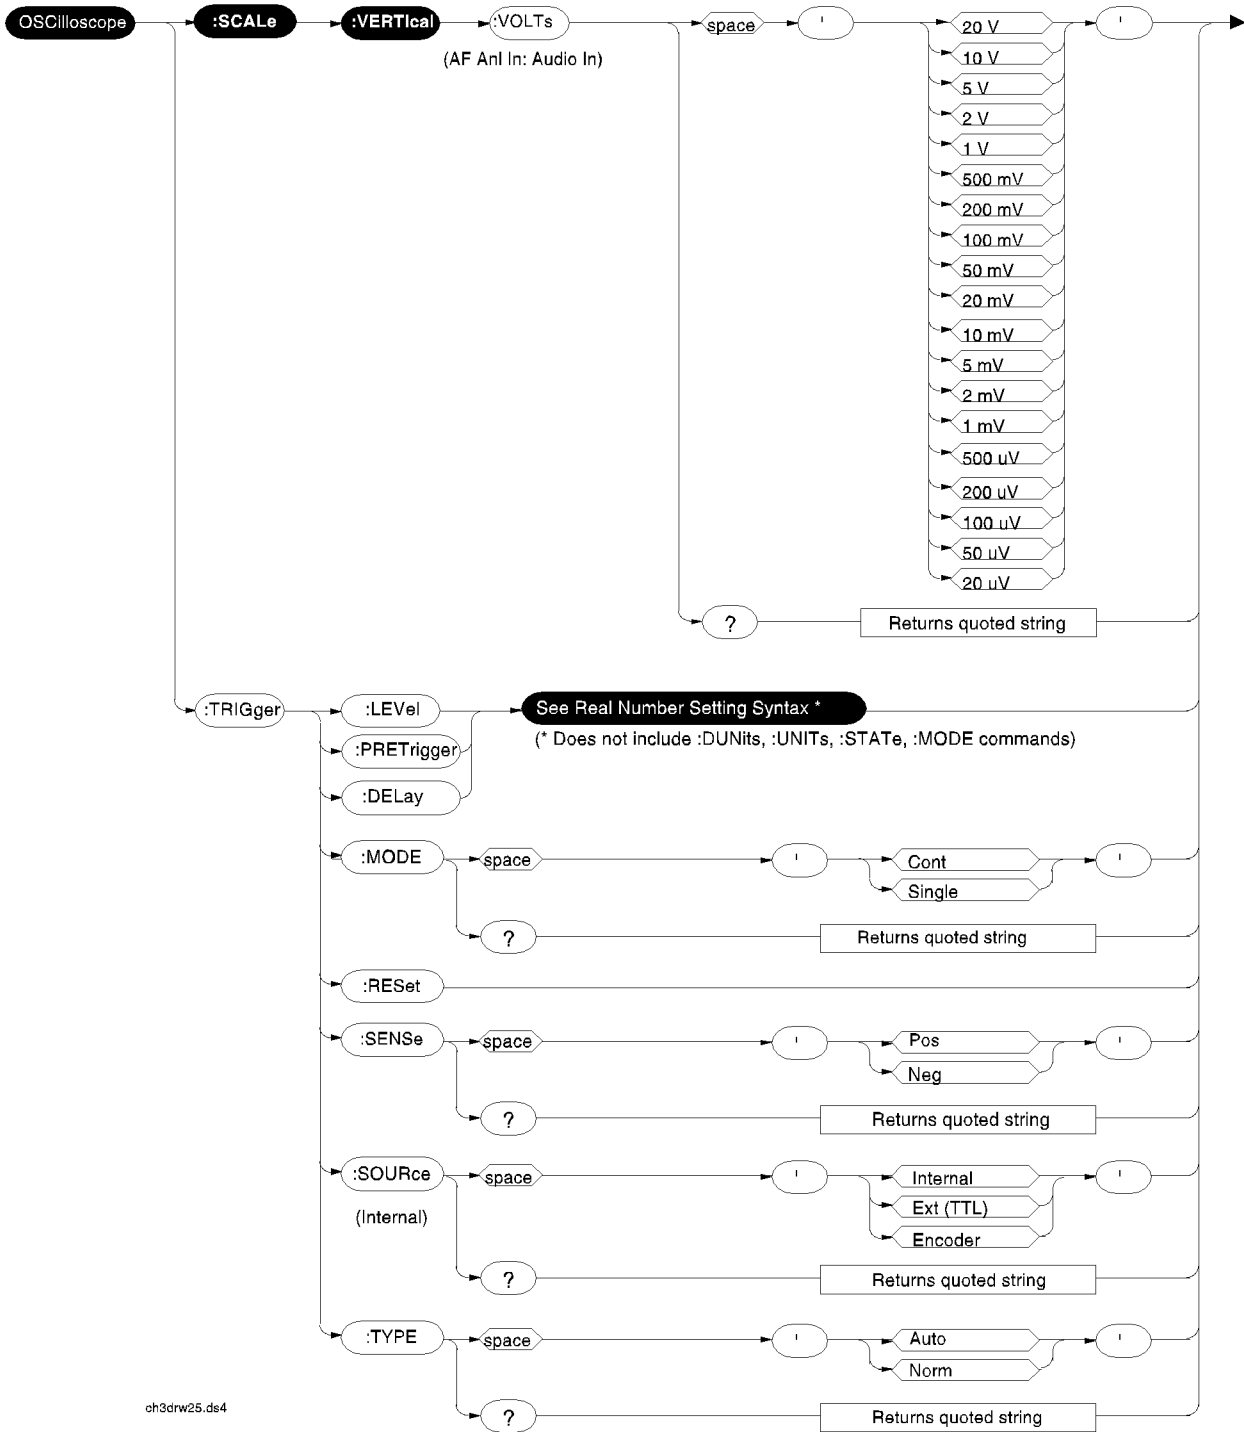 OSCilloscope :SCALe :VERTIcal :VOLTs space ' 20 V '
(AF Anl In: Audio In)
10 V
5 V
2 V
1 V
500 mV
200 mV
100 mV
50 mV
20 mV
10 mV
5 mV
2 mV
1 mV
500 uV
200 uV
100 uV
50 uV
20 uV
? Returns quoted string
:TRIGger :LEVel See Real Number Setting Syntax *
:PRETrigger (* Does not include :DUNits, :UNITs, :STATe, :MODE commands)
:DELay
:MODE space ' Cont '
Single
? Returns quoted string
:RESet
:SENSe space ' Pos '
Neg
? Returns quoted string
:SOURce space ' Internal '
(Internal) Ext (TTL)
Encoder
? Returns quoted string
:TYPE space ' Auto '
Norm
ch3drw25.ds4 ? Returns quoted string